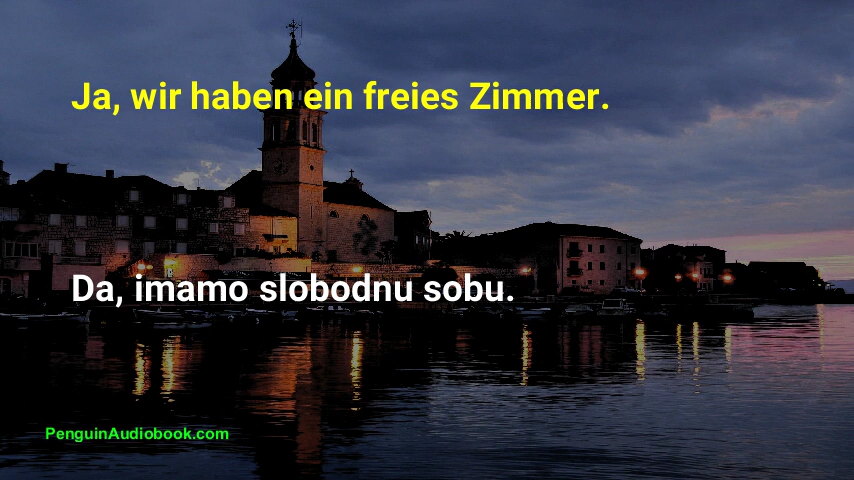 Ja, wir haben ein freies Zimmer.
Da, imamo slobodnu sobu.
PenguinAudiobook.com